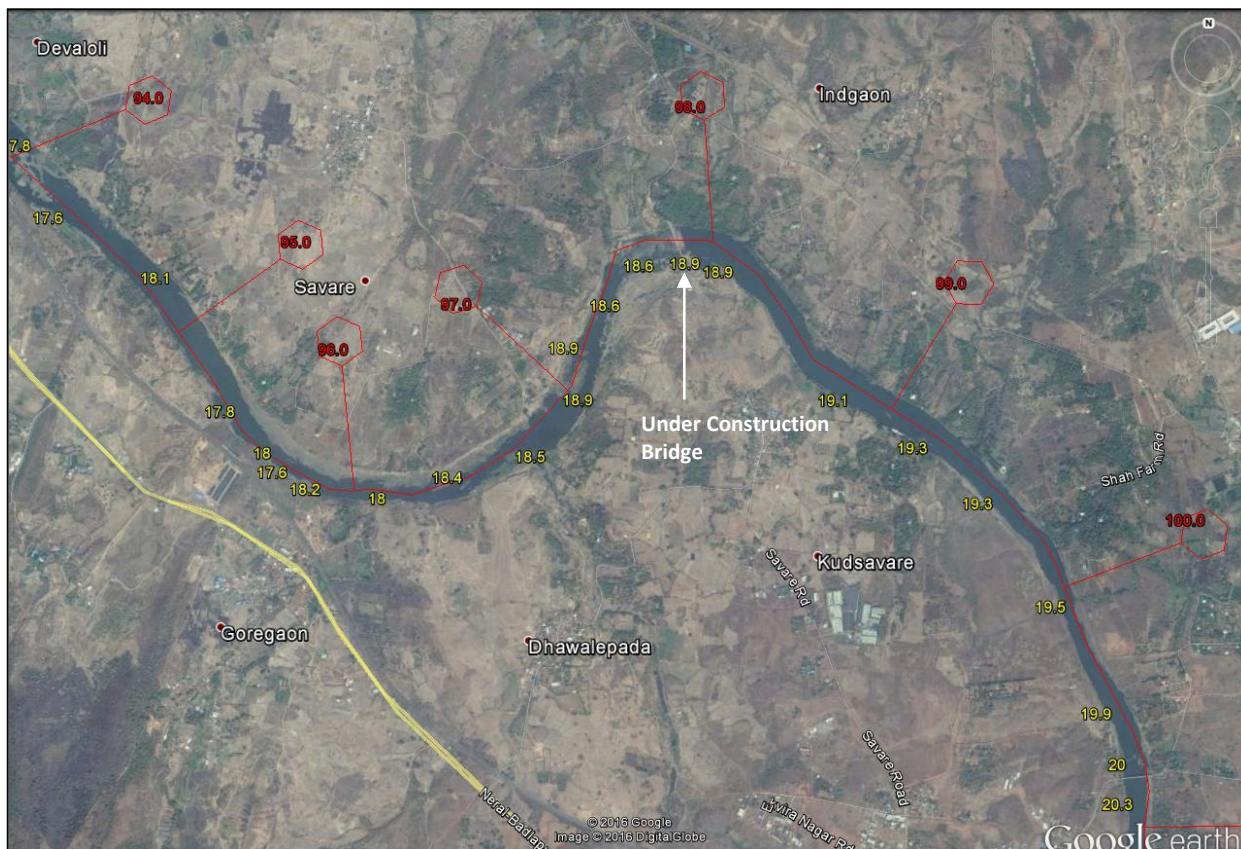 N
Devaloli
94.0
98.0
Indgaon
7.8
17.6
95.0
18.1
Savare
18.6
18.9
18.9
97.0
99.0
18.6
96.0
18.9
18.9
19.1
17.8
Under Construction
Bridge
18
19.3
17.6
18.4
18.5
18.2
18
19.3
Shah Farm Rd
100.0
Kudsavare
Savare Rd
19.5
Goregaon
Dhawalepada
19.9
Savare Road
20
20.3
Neral-Badlap
Nagar Rd
© 2016 Google
Image © 2016 DigitalGlobe
Google earth